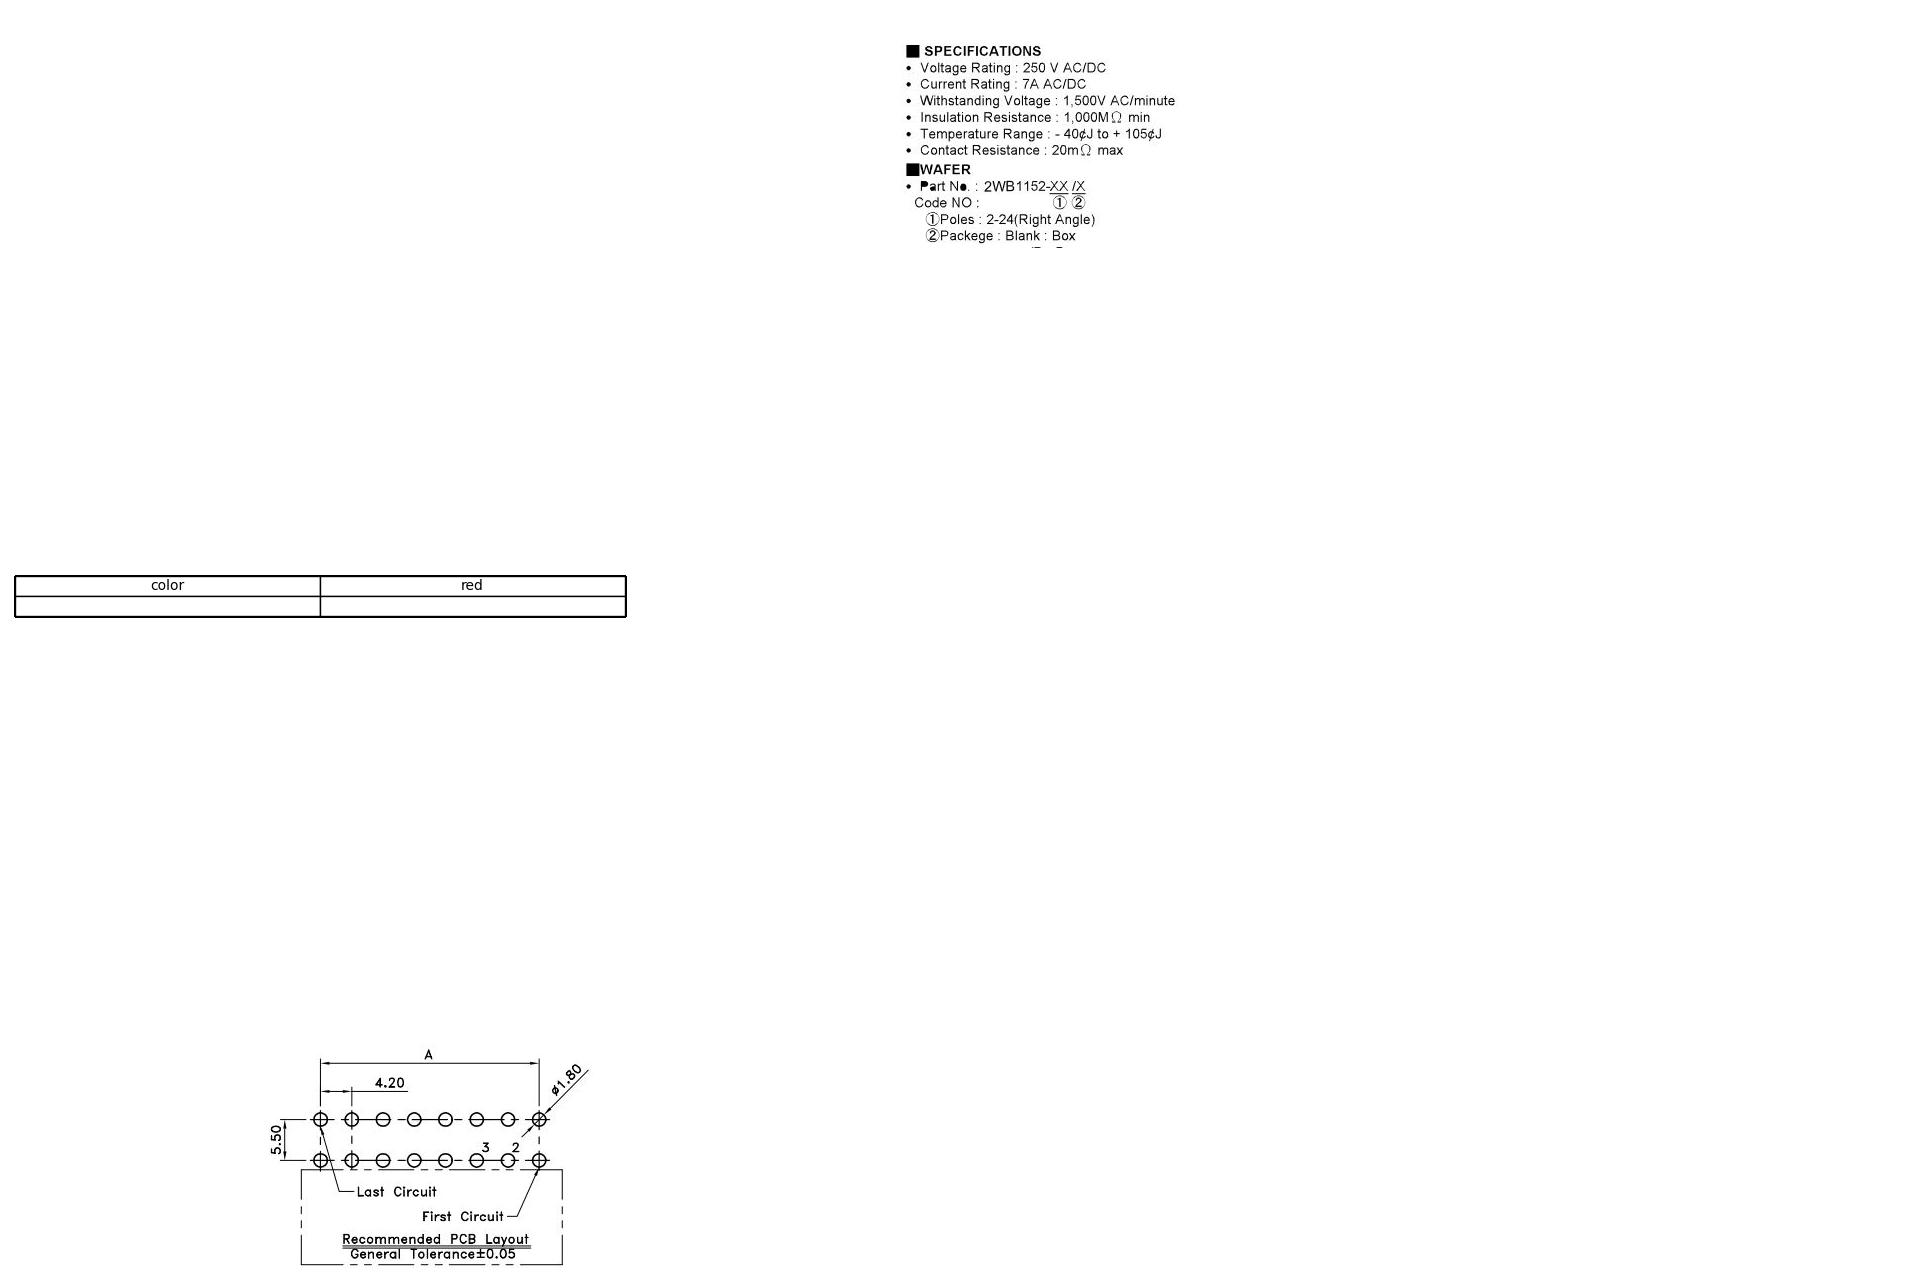 ■ SPECIFICATIONS
• Voltage Rating : 250 V AC/DC
• Current Rating : 7A AC/DC
• Withstanding Voltage : 1,500V AC/minute
• Insulation Resistance : 1,000MΩ min
• Temperature Range : - 40¢J to + 105¢J
• Contact Resistance : 20mΩ max
■WAFER
• Part No. : 2WB1152-XX /X
Code NO : ① ②
①Poles : 2-24(Right Angle)
②Packege : Blank : Box
color red
A
4.20
ø1.80
5.50
3 2
Last Circuit
First Circuit
Recommended PCB Layout
General Tolerance±0.05